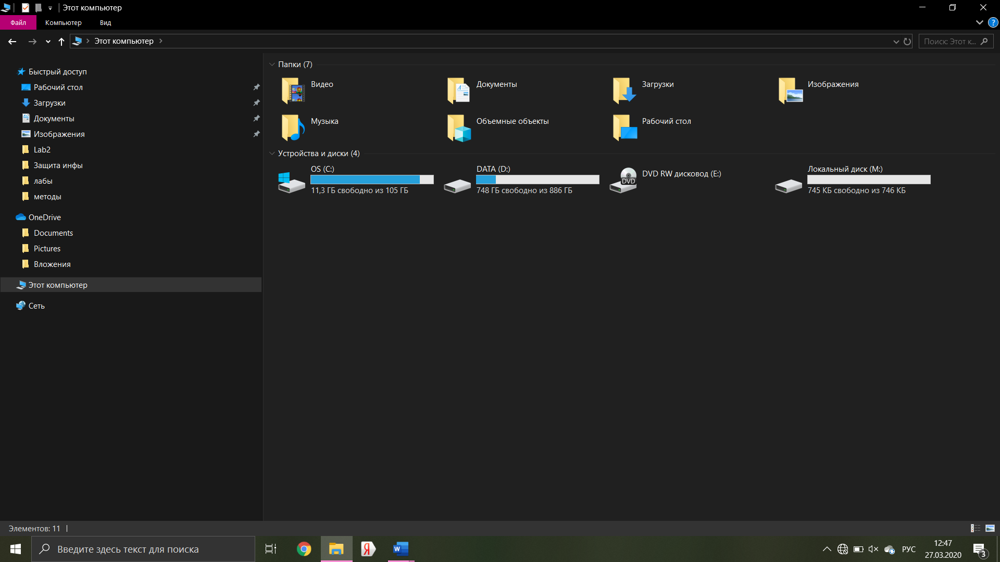 Этот компьютер
Файл Компьютер Вид
Этот компьютер
Поиск: Этот к...
Быстрый доступ
Рабочий стол
Загрузки
Документы
Изображения
Lab2
Защита инфы
лабы
методы
OneDrive
Documents
Pictures
Вложения
Этот компьютер
Сеть
Папки (7)
Видео
Документы
Загрузки
Изображения
Музыка
Объемные объекты
Рабочий стол
Устройства и диски (4)
OS (C:)
11,3 ГБ свободно из 105 ГБ
DATA (D:)
748 ГБ свободно из 886 ГБ
DVD
DVD RW дисковод (E:)
Локальный диск (M:)
745 КБ свободно из 746 КБ
Элементов: 11
Введите здесь текст для поиска
Я
W
РУС
12:47
27.03.2020
3